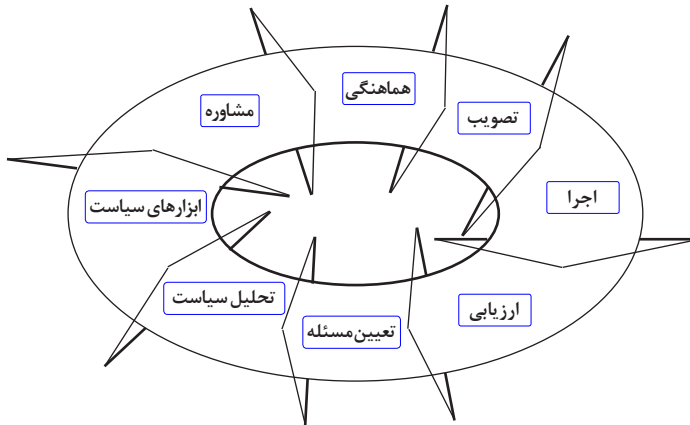 هماهنگی
تصویب
مشاوره
اجرا
ابزارهای سیاست
تحلیل سیاست
ارزیابی
تعیین مسئله